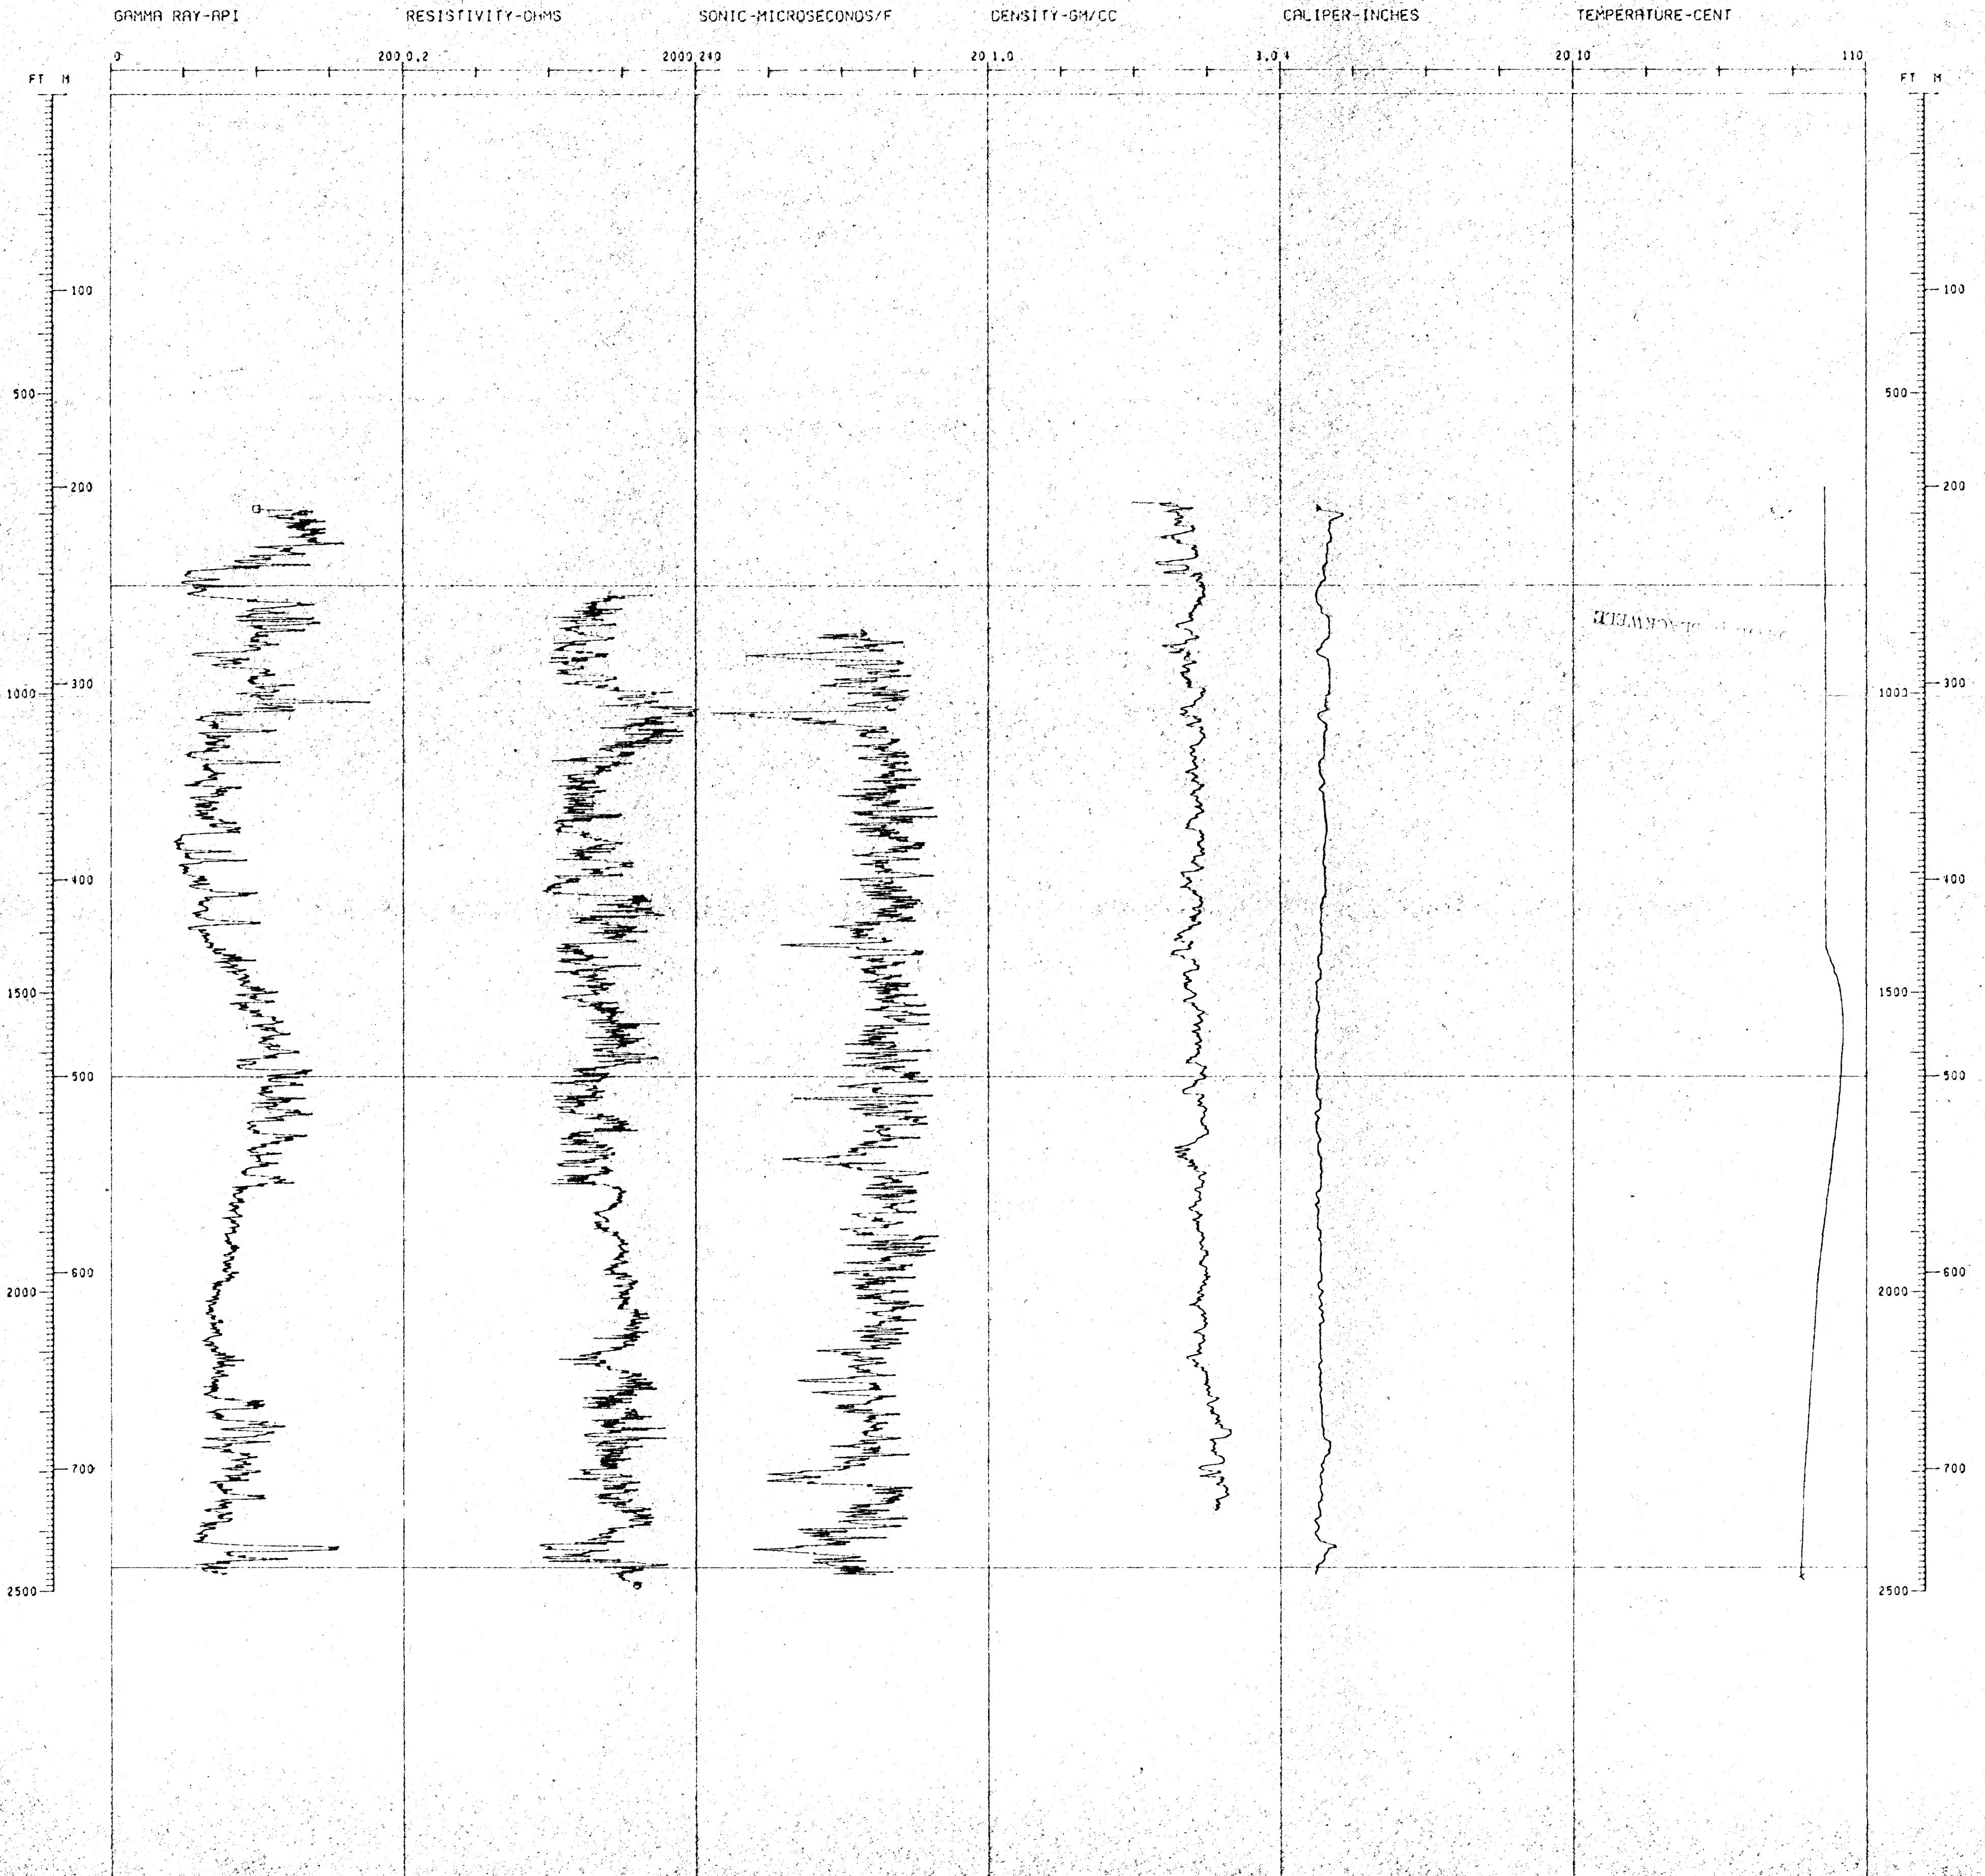 GAMMA RAY-API RESISTIVITY-OHMS SONIC-MICROSECONDS/F DENSITY-GM/CC CALIPER-INCHES TEMPERATURE-CENT
0 200 0.2 2000 240 20 1.0 3.0 4 20 10 110
FT M FT M
100 100
500 500
200 200
BLACKWELL
1000 300 1000 300
400 400
1500 1500
500 500
2000 600 2000 600
700 700
2500 2500